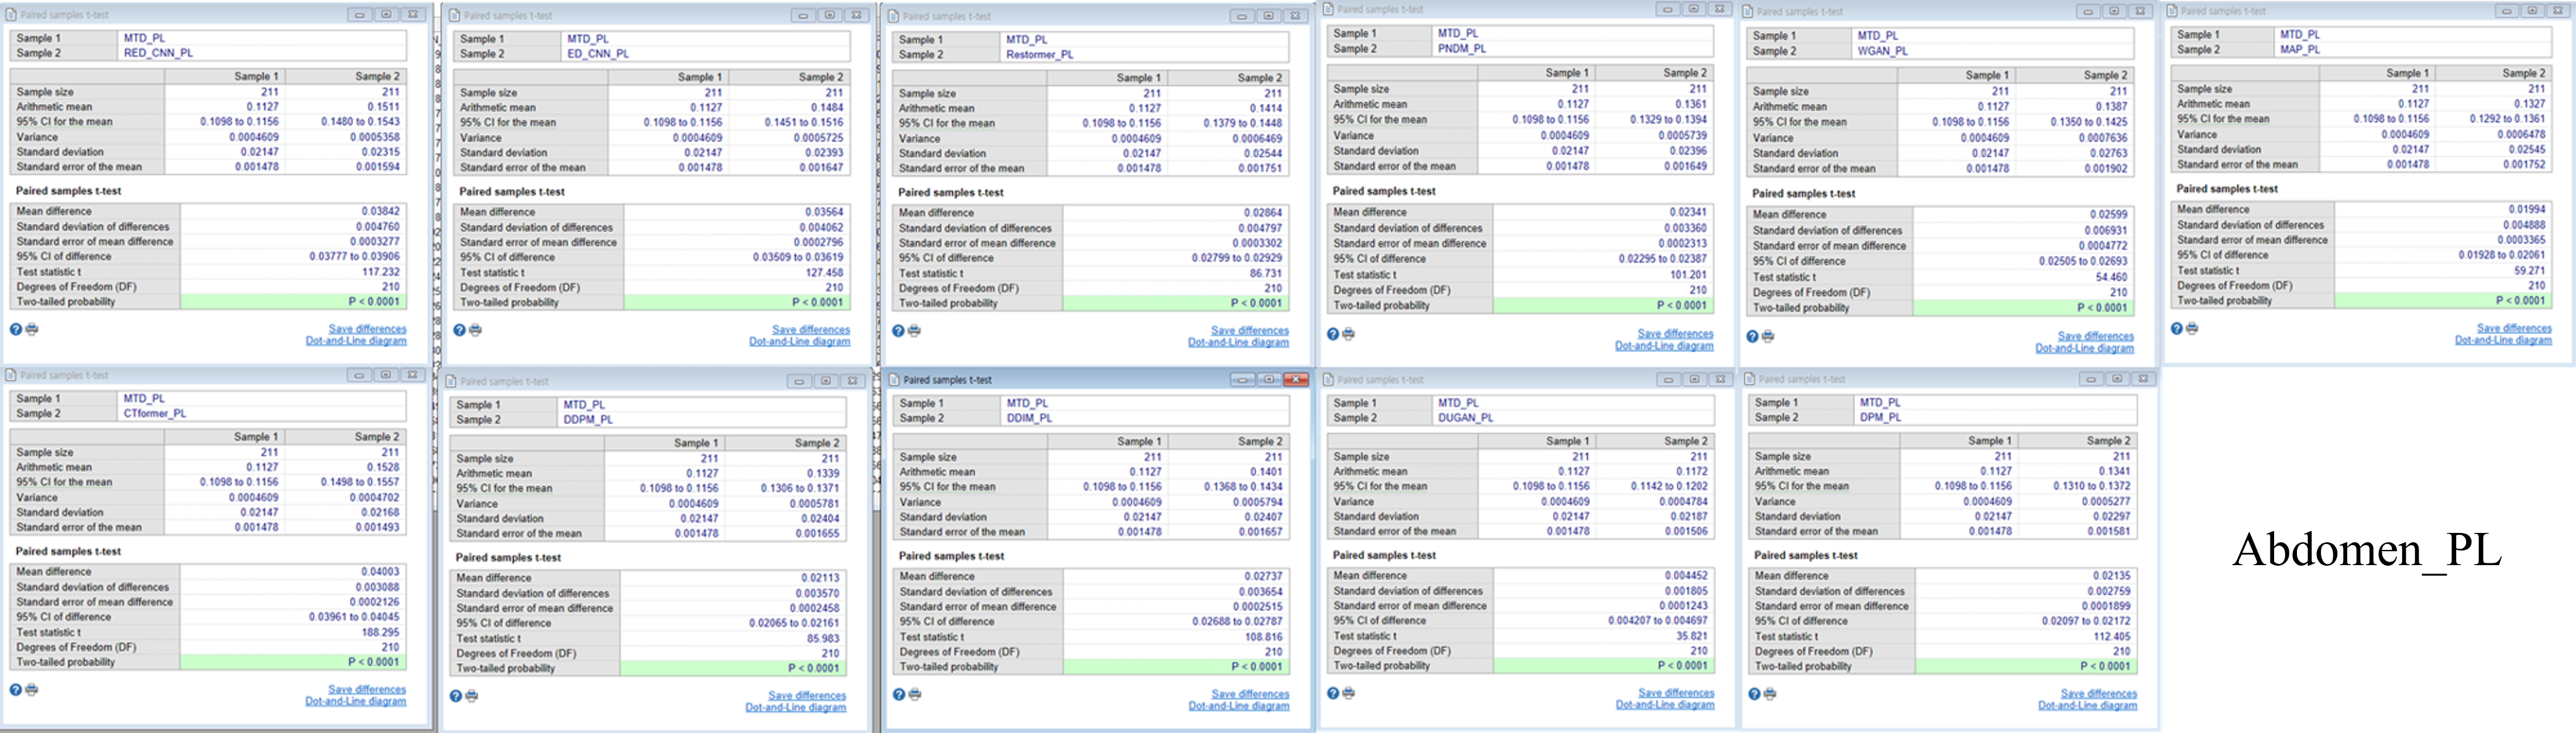 Paired samples t-test
Sample 1 MTD_PL
Sample 2 RED_CNN_PL
Sample 1 Sample 2
Sample size 211 211
Arithmetic mean 0.1127 0.1511
95% CI for the mean 0.1098 to 0.1156 0.1480 to 0.1543
Variance 0.0004609 0.0005358
Standard deviation 0.02147 0.02315
Standard error of the mean 0.001478 0.001594
Paired samples t-test
Mean difference 0.03842
Standard deviation of differences 0.004760
Standard error of mean difference 0.0003277
95% CI of difference 0.03777 to 0.03906
Test statistic t 117.232
Degrees of Freedom (DF) 210
Two-tailed probability P < 0.0001
Save differences
Dot-and-Line diagram
Paired samples t-test
Sample 1 MTD_PL
Sample 2 ED_CNN_PL
Sample 1 Sample 2
Sample size 211 211
Arithmetic mean 0.1127 0.1484
95% CI for the mean 0.1098 to 0.1156 0.1451 to 0.1516
Variance 0.0004609 0.0005725
Standard deviation 0.02147 0.02393
Standard error of the mean 0.001478 0.001647
Paired samples t-test
Mean difference 0.03564
Standard deviation of differences 0.004062
Standard error of mean difference 0.0002796
95% CI of difference 0.03509 to 0.03619
Test statistic t 127.458
Degrees of Freedom (DF) 210
Two-tailed probability P < 0.0001
Save differences
Dot-and-Line diagram
Paired samples t-test
Sample 1 MTD_PL
Sample 2 Restormer_PL
Sample 1 Sample 2
Sample size 211 211
Arithmetic mean 0.1127 0.1414
95% CI for the mean 0.1098 to 0.1156 0.1379 to 0.1448
Variance 0.0004609 0.0006469
Standard deviation 0.02147 0.02544
Standard error of the mean 0.001478 0.001751
Paired samples t-test
Mean difference 0.02864
Standard deviation of differences 0.004797
Standard error of mean difference 0.0003302
95% CI of difference 0.02799 to 0.02929
Test statistic t 86.731
Degrees of Freedom (DF) 210
Two-tailed probability P < 0.0001
Save differences
Dot-and-Line diagram
Paired samples t-test
Sample 1 MTD_PL
Sample 2 PNDM_PL
Sample 1 Sample 2
Sample size 211 211
Arithmetic mean 0.1127 0.1361
95% CI for the mean 0.1098 to 0.1156 0.1329 to 0.1394
Variance 0.0004609 0.0005739
Standard deviation 0.02147 0.02396
Standard error of the mean 0.001478 0.001649
Paired samples t-test
Mean difference 0.02341
Standard deviation of differences 0.003360
Standard error of mean difference 0.0002313
95% CI of difference 0.02295 to 0.02387
Test statistic t 101.201
Degrees of Freedom (DF) 210
Two-tailed probability P < 0.0001
Save differences
Dot-and-Line diagram
Paired samples t-test
Sample 1 MTD_PL
Sample 2 WGAN_PL
Sample 1 Sample 2
Sample size 211 211
Arithmetic mean 0.1127 0.1387
95% CI for the mean 0.1098 to 0.1156 0.1350 to 0.1425
Variance 0.0004609 0.0007636
Standard deviation 0.02147 0.02763
Standard error of the mean 0.001478 0.001902
Paired samples t-test
Mean difference 0.02599
Standard deviation of differences 0.006931
Standard error of mean difference 0.0004772
95% CI of difference 0.02505 to 0.02693
Test statistic t 54.460
Degrees of Freedom (DF) 210
Two-tailed probability P < 0.0001
Save differences
Dot-and-Line diagram
Paired samples t-test
Sample 1 MTD_PL
Sample 2 MAP_PL
Sample 1 Sample 2
Sample size 211 211
Arithmetic mean 0.1127 0.1327
95% CI for the mean 0.1098 to 0.1156 0.1292 to 0.1361
Variance 0.0004609 0.0006478
Standard deviation 0.02147 0.02545
Standard error of the mean 0.001478 0.001752
Paired samples t-test
Mean difference 0.01994
Standard deviation of differences 0.004888
Standard error of mean difference 0.0003365
95% CI of difference 0.01928 to 0.02061
Test statistic t 59.271
Degrees of Freedom (DF) 210
Two-tailed probability P < 0.0001
Save differences
Dot-and-Line diagram
Paired samples t-test
Sample 1 MTD_PL
Sample 2 CTformer_PL
Sample 1 Sample 2
Sample size 211 211
Arithmetic mean 0.1127 0.1528
95% CI for the mean 0.1098 to 0.1156 0.1498 to 0.1557
Variance 0.0004609 0.0004702
Standard deviation 0.02147 0.02168
Standard error of the mean 0.001478 0.001493
Paired samples t-test
Mean difference 0.04003
Standard deviation of differences 0.003088
Standard error of mean difference 0.0002126
95% CI of difference 0.03961 to 0.04045
Test statistic t 188.295
Degrees of Freedom (DF) 210
Two-tailed probability P < 0.0001
Save differences
Dot-and-Line diagram
Paired samples t-test
Sample 1 MTD_PL
Sample 2 DDPM_PL
Sample 1 Sample 2
Sample size 211 211
Arithmetic mean 0.1127 0.1339
95% CI for the mean 0.1098 to 0.1156 0.1306 to 0.1371
Variance 0.0004609 0.0005781
Standard deviation 0.02147 0.02404
Standard error of the mean 0.001478 0.001655
Paired samples t-test
Mean difference 0.02113
Standard deviation of differences 0.003570
Standard error of mean difference 0.0002458
95% CI of difference 0.02065 to 0.02161
Test statistic t 85.983
Degrees of Freedom (DF) 210
Two-tailed probability P < 0.0001
Save differences
Dot-and-Line diagram
Paired samples t-test
Sample 1 MTD_PL
Sample 2 DDIM_PL
Sample 1 Sample 2
Sample size 211 211
Arithmetic mean 0.1127 0.1401
95% CI for the mean 0.1098 to 0.1156 0.1368 to 0.1434
Variance 0.0004609 0.0005794
Standard deviation 0.02147 0.02407
Standard error of the mean 0.001478 0.001657
Paired samples t-test
Mean difference 0.02737
Standard deviation of differences 0.003654
Standard error of mean difference 0.0002515
95% CI of difference 0.02688 to 0.02787
Test statistic t 108.816
Degrees of Freedom (DF) 210
Two-tailed probability P < 0.0001
Save differences
Dot-and-Line diagram
Paired samples t-test
Sample 1 MTD_PL
Sample 2 DUGAN_PL
Sample 1 Sample 2
Sample size 211 211
Arithmetic mean 0.1127 0.1172
95% CI for the mean 0.1098 to 0.1156 0.1142 to 0.1202
Variance 0.0004609 0.0004784
Standard deviation 0.02147 0.02187
Standard error of the mean 0.001478 0.001506
Paired samples t-test
Mean difference 0.004452
Standard deviation of differences 0.001805
Standard error of mean difference 0.0001243
95% CI of difference 0.004207 to 0.004697
Test statistic t 35.821
Degrees of Freedom (DF) 210
Two-tailed probability P < 0.0001
Save differences
Dot-and-Line diagram
Paired samples t-test
Sample 1 MTD_PL
Sample 2 DPM_PL
Sample 1 Sample 2
Sample size 211 211
Arithmetic mean 0.1127 0.1341
95% CI for the mean 0.1098 to 0.1156 0.1310 to 0.1372
Variance 0.0004609 0.0005277
Standard deviation 0.02147 0.02297
Standard error of the mean 0.001478 0.001581
Paired samples t-test
Mean difference 0.02135
Standard deviation of differences 0.002759
Standard error of mean difference 0.0001899
95% CI of difference 0.02097 to 0.02172
Test statistic t 112.405
Degrees of Freedom (DF) 210
Two-tailed probability P < 0.0001
Save differences
Dot-and-Line diagram
Abdomen_PL